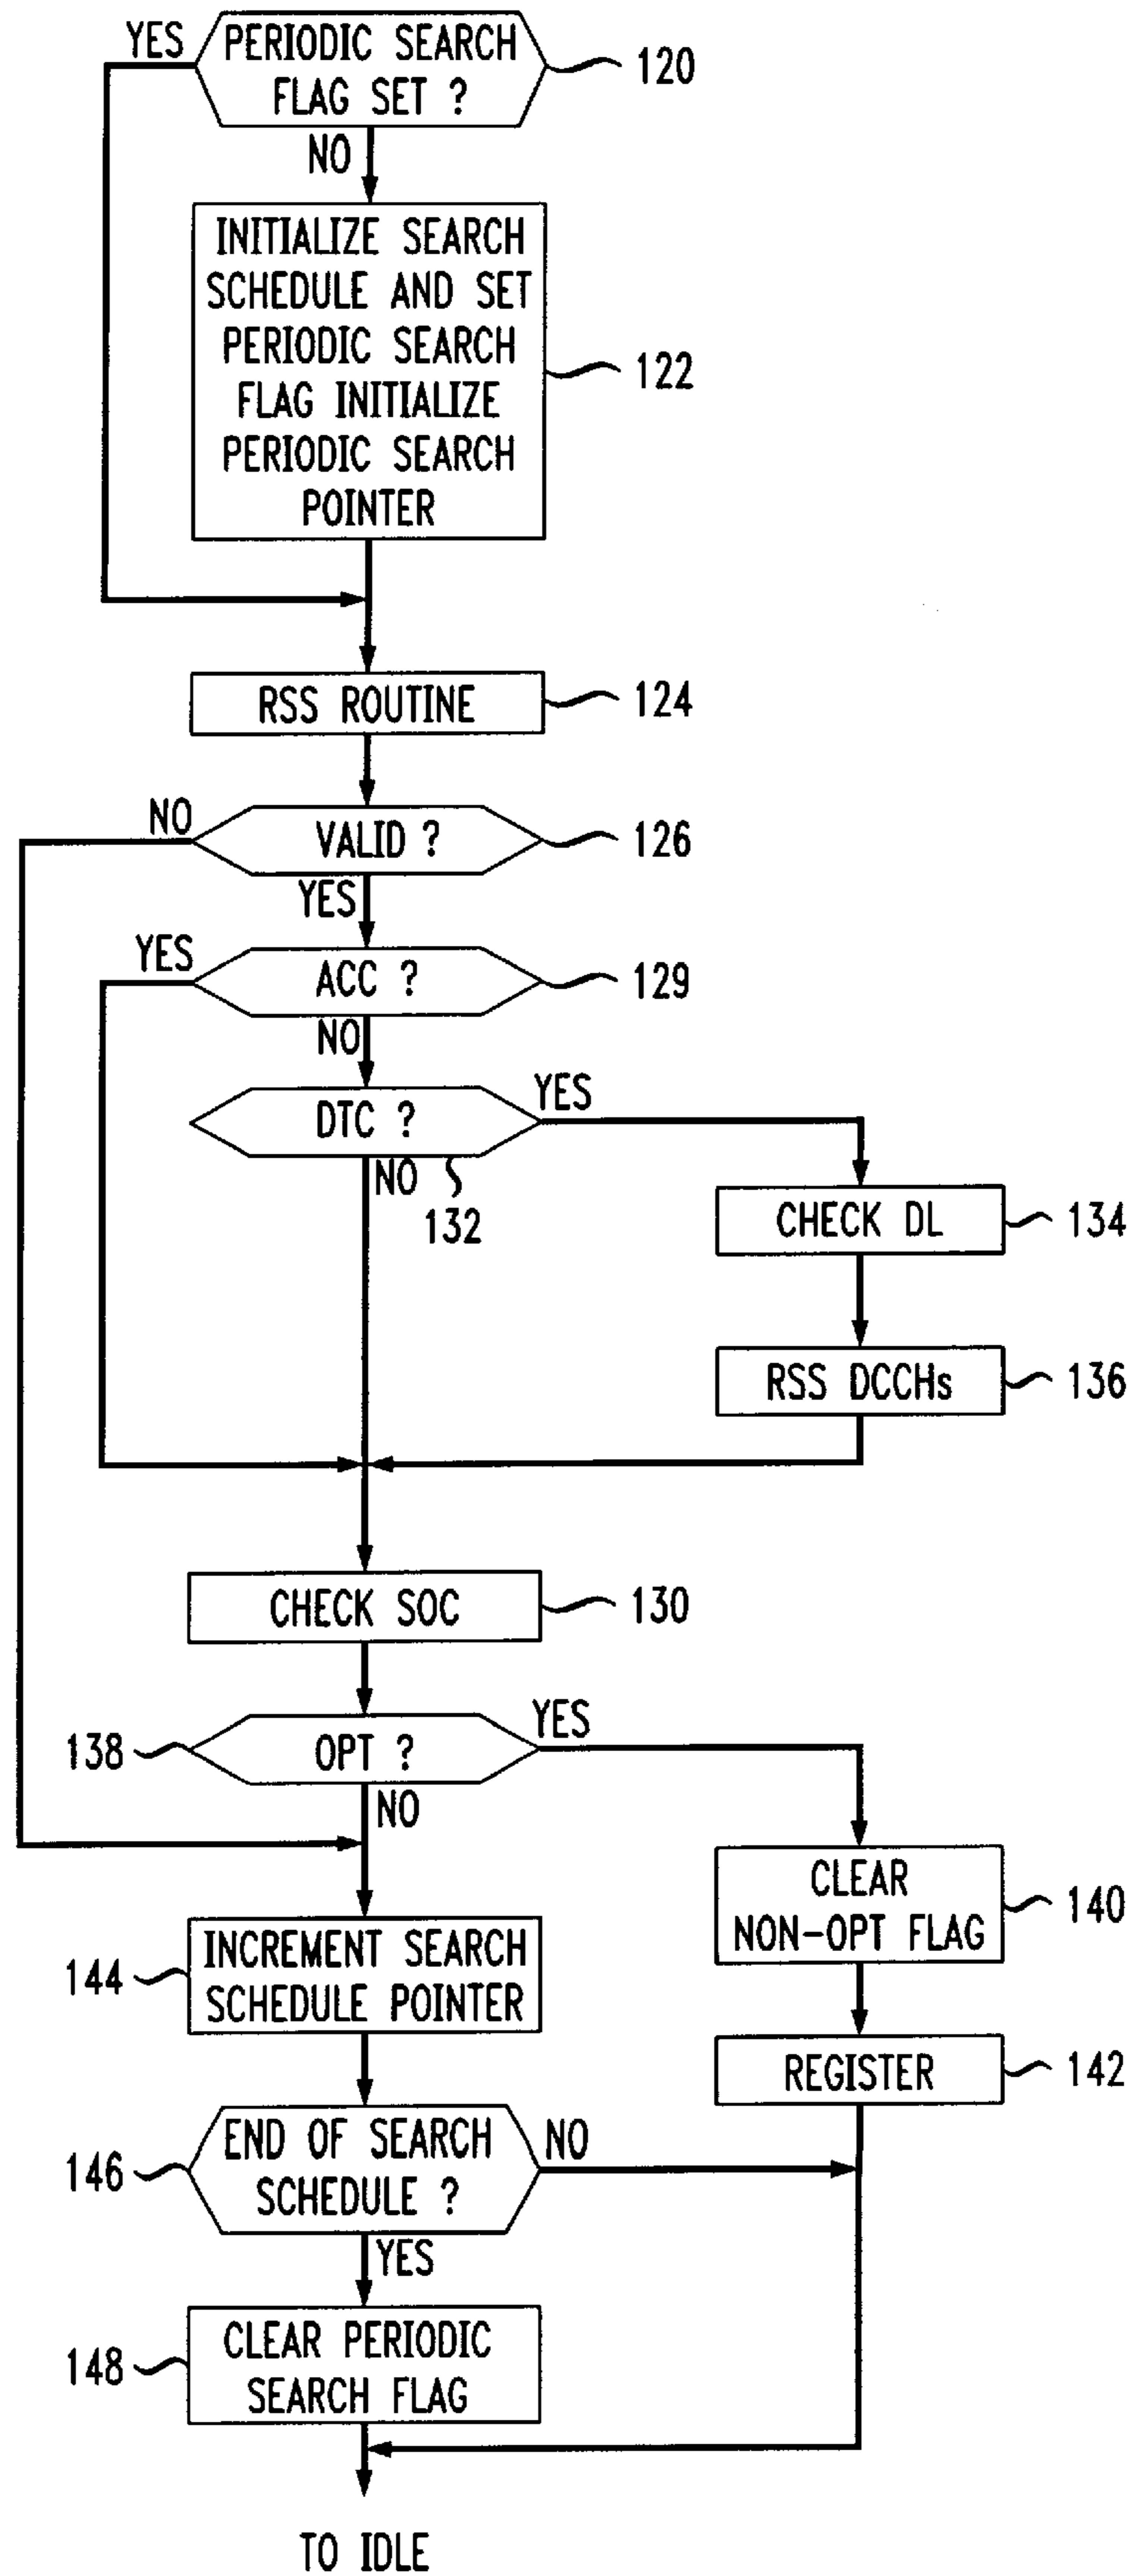 YES
PERIODIC SEARCH
FLAG SET ?
120
NO
INITIALIZE SEARCH
SCHEDULE AND SET
PERIODIC SEARCH
FLAG INITIALIZE
PERIODIC SEARCH
POINTER
122
RSS ROUTINE
124
NO
VALID ?
126
YES
YES
ACC ?
129
NO
DTC ?
YES
NO
132
CHECK DL
134
RSS DCCHs
136
CHECK SOC
130
138
OPT ?
YES
NO
CLEAR
NON-OPT FLAG
140
144
INCREMENT SEARCH
SCHEDULE POINTER
REGISTER
142
146
END OF SEARCH
SCHEDULE ?
NO
YES
148
CLEAR PERIODIC
SEARCH FLAG
TO IDLE